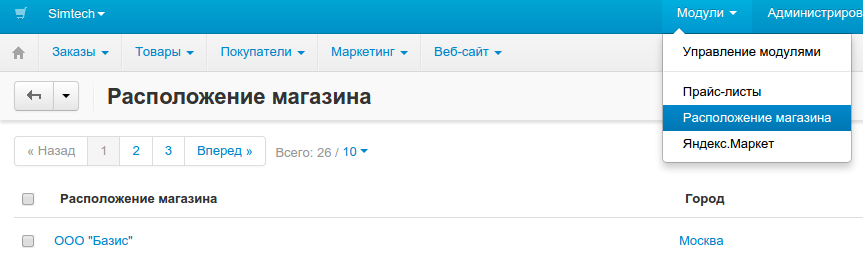 Simtech Модули Администриров
Заказы Товары Покупатели Маркетинг Веб-сайт
Управление модулями
Прайс-листы
Расположение магазина
Яндекс.Маркет
Расположение магазина
« Назад 1 2 3 Вперед » Всего: 26 / 10
Расположение магазина Город
ООО "Базис" Москва